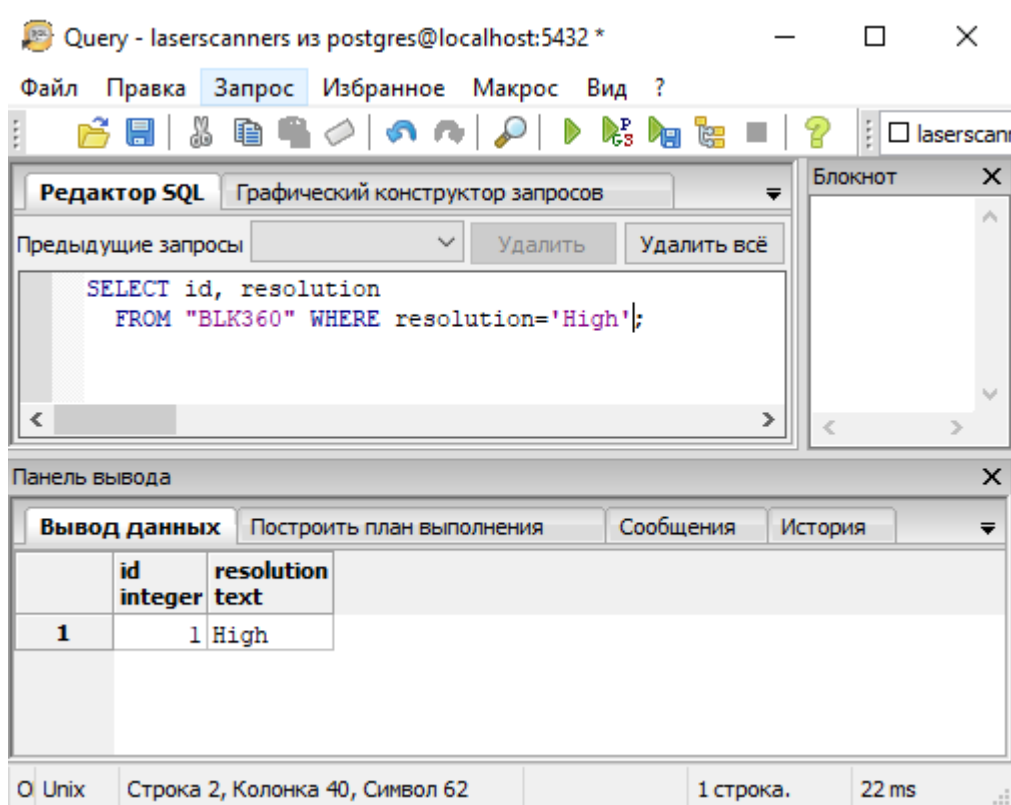 Query - laserscanners из postgres@localhost:5432 *
Файл Правка Запрос Избранное Макрос Вид ?
laserscann
Редактор SQL Графический конструктор запросов
Блокнот
Предыдущие запросы Удалить Удалить всё
SELECT id, resolution
FROM "BLK360" WHERE resolution='High';
Панель вывода
Вывод данных Построить план выполнения Сообщения История
id resolution
integer text
1 1 High
Unix Строка 2, Колонка 40, Символ 62 1 строка. 22 ms